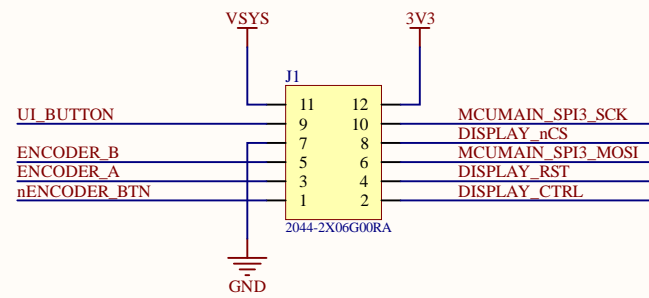 VSYS
3V3
J1
11 12
UI_BUTTON 9 10 MCUMAIN_SPI3_SCK
7 8 DISPLAY_nCS
ENCODER_B 5 6 MCUMAIN_SPI3_MOSI
ENCODER_A 3 4 DISPLAY_RST
nENCODER_BTN 1 2 DISPLAY_CTRL
2044-2X06G00RA
GND